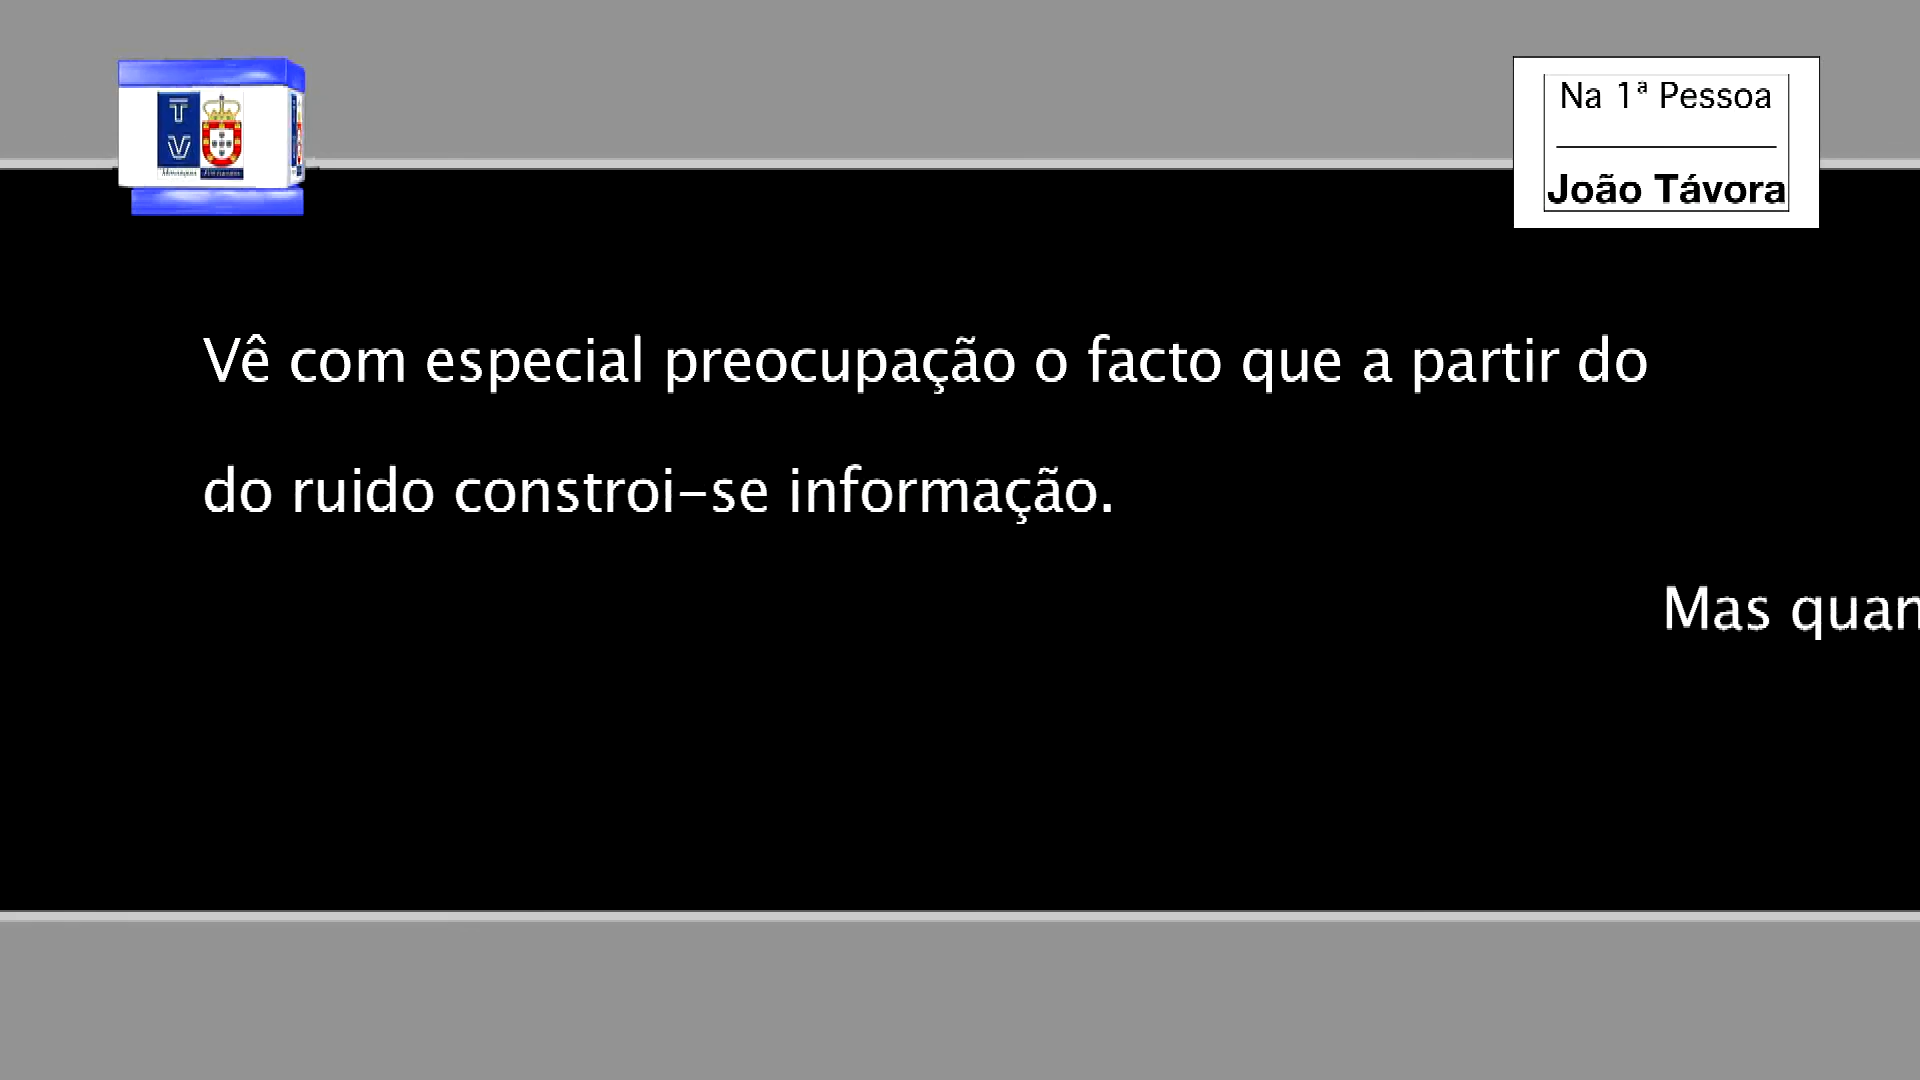 T
V
Na 1ª Pessoa
João Távora
Vê com especial preocupação o facto que a partir do
do ruido constroi-se informação.
Mas quan